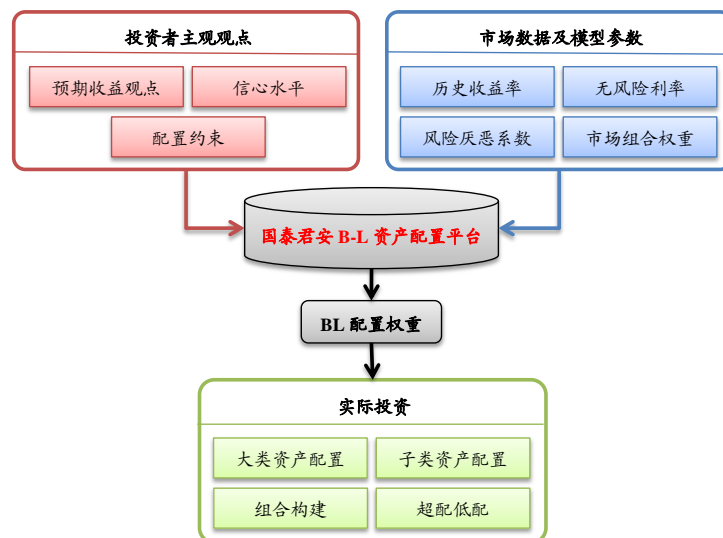 投资者主观观点
预期收益观点
信心水平
配置约束
市场数据及模型参数
历史收益率
无风险利率
风险厌恶系数
市场组合权重
国泰君安 B-L 资产配置平台
BL 配置权重
实际投资
大类资产配置
子类资产配置
组合构建
超配低配